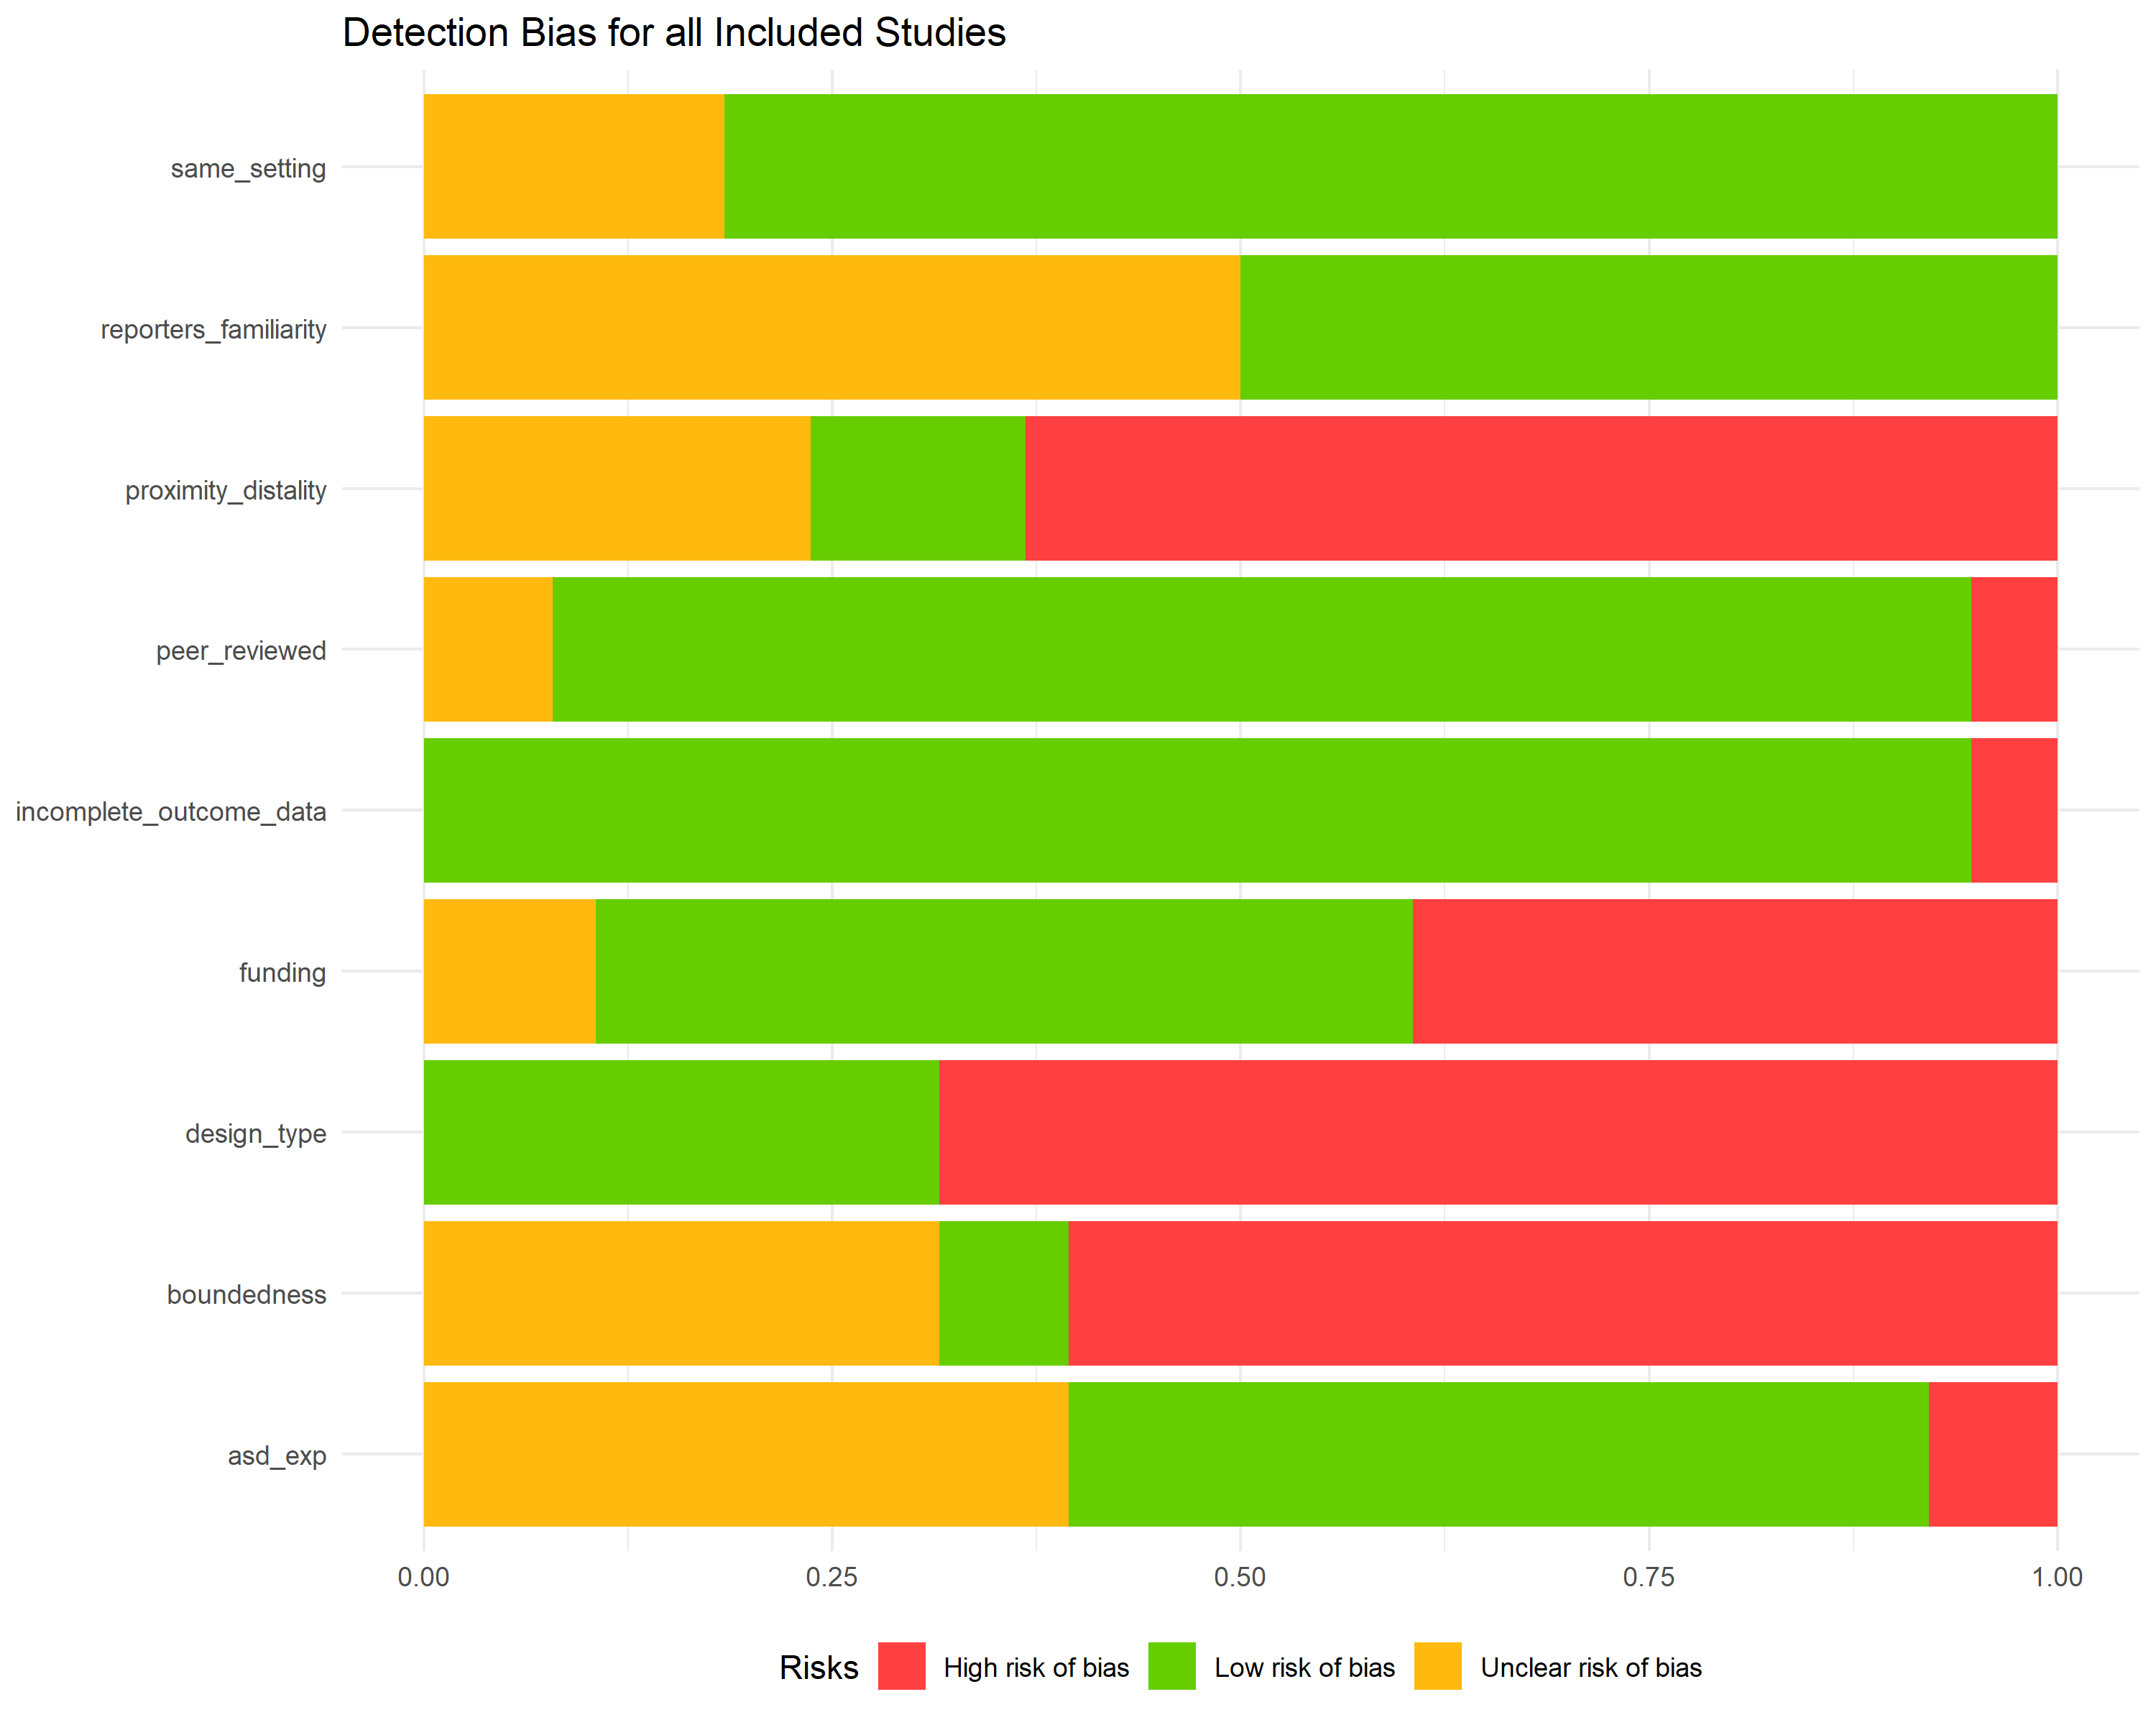 Detection Bias for all Included Studies
same_setting
reporters_familiarity
proximity_distality
peer_reviewed
incomplete_outcome_data
funding
design_type
boundedness
asd_exp
0.00 0.25 0.50 0.75 1.00
Risks High risk of bias Low risk of bias Unclear risk of bias